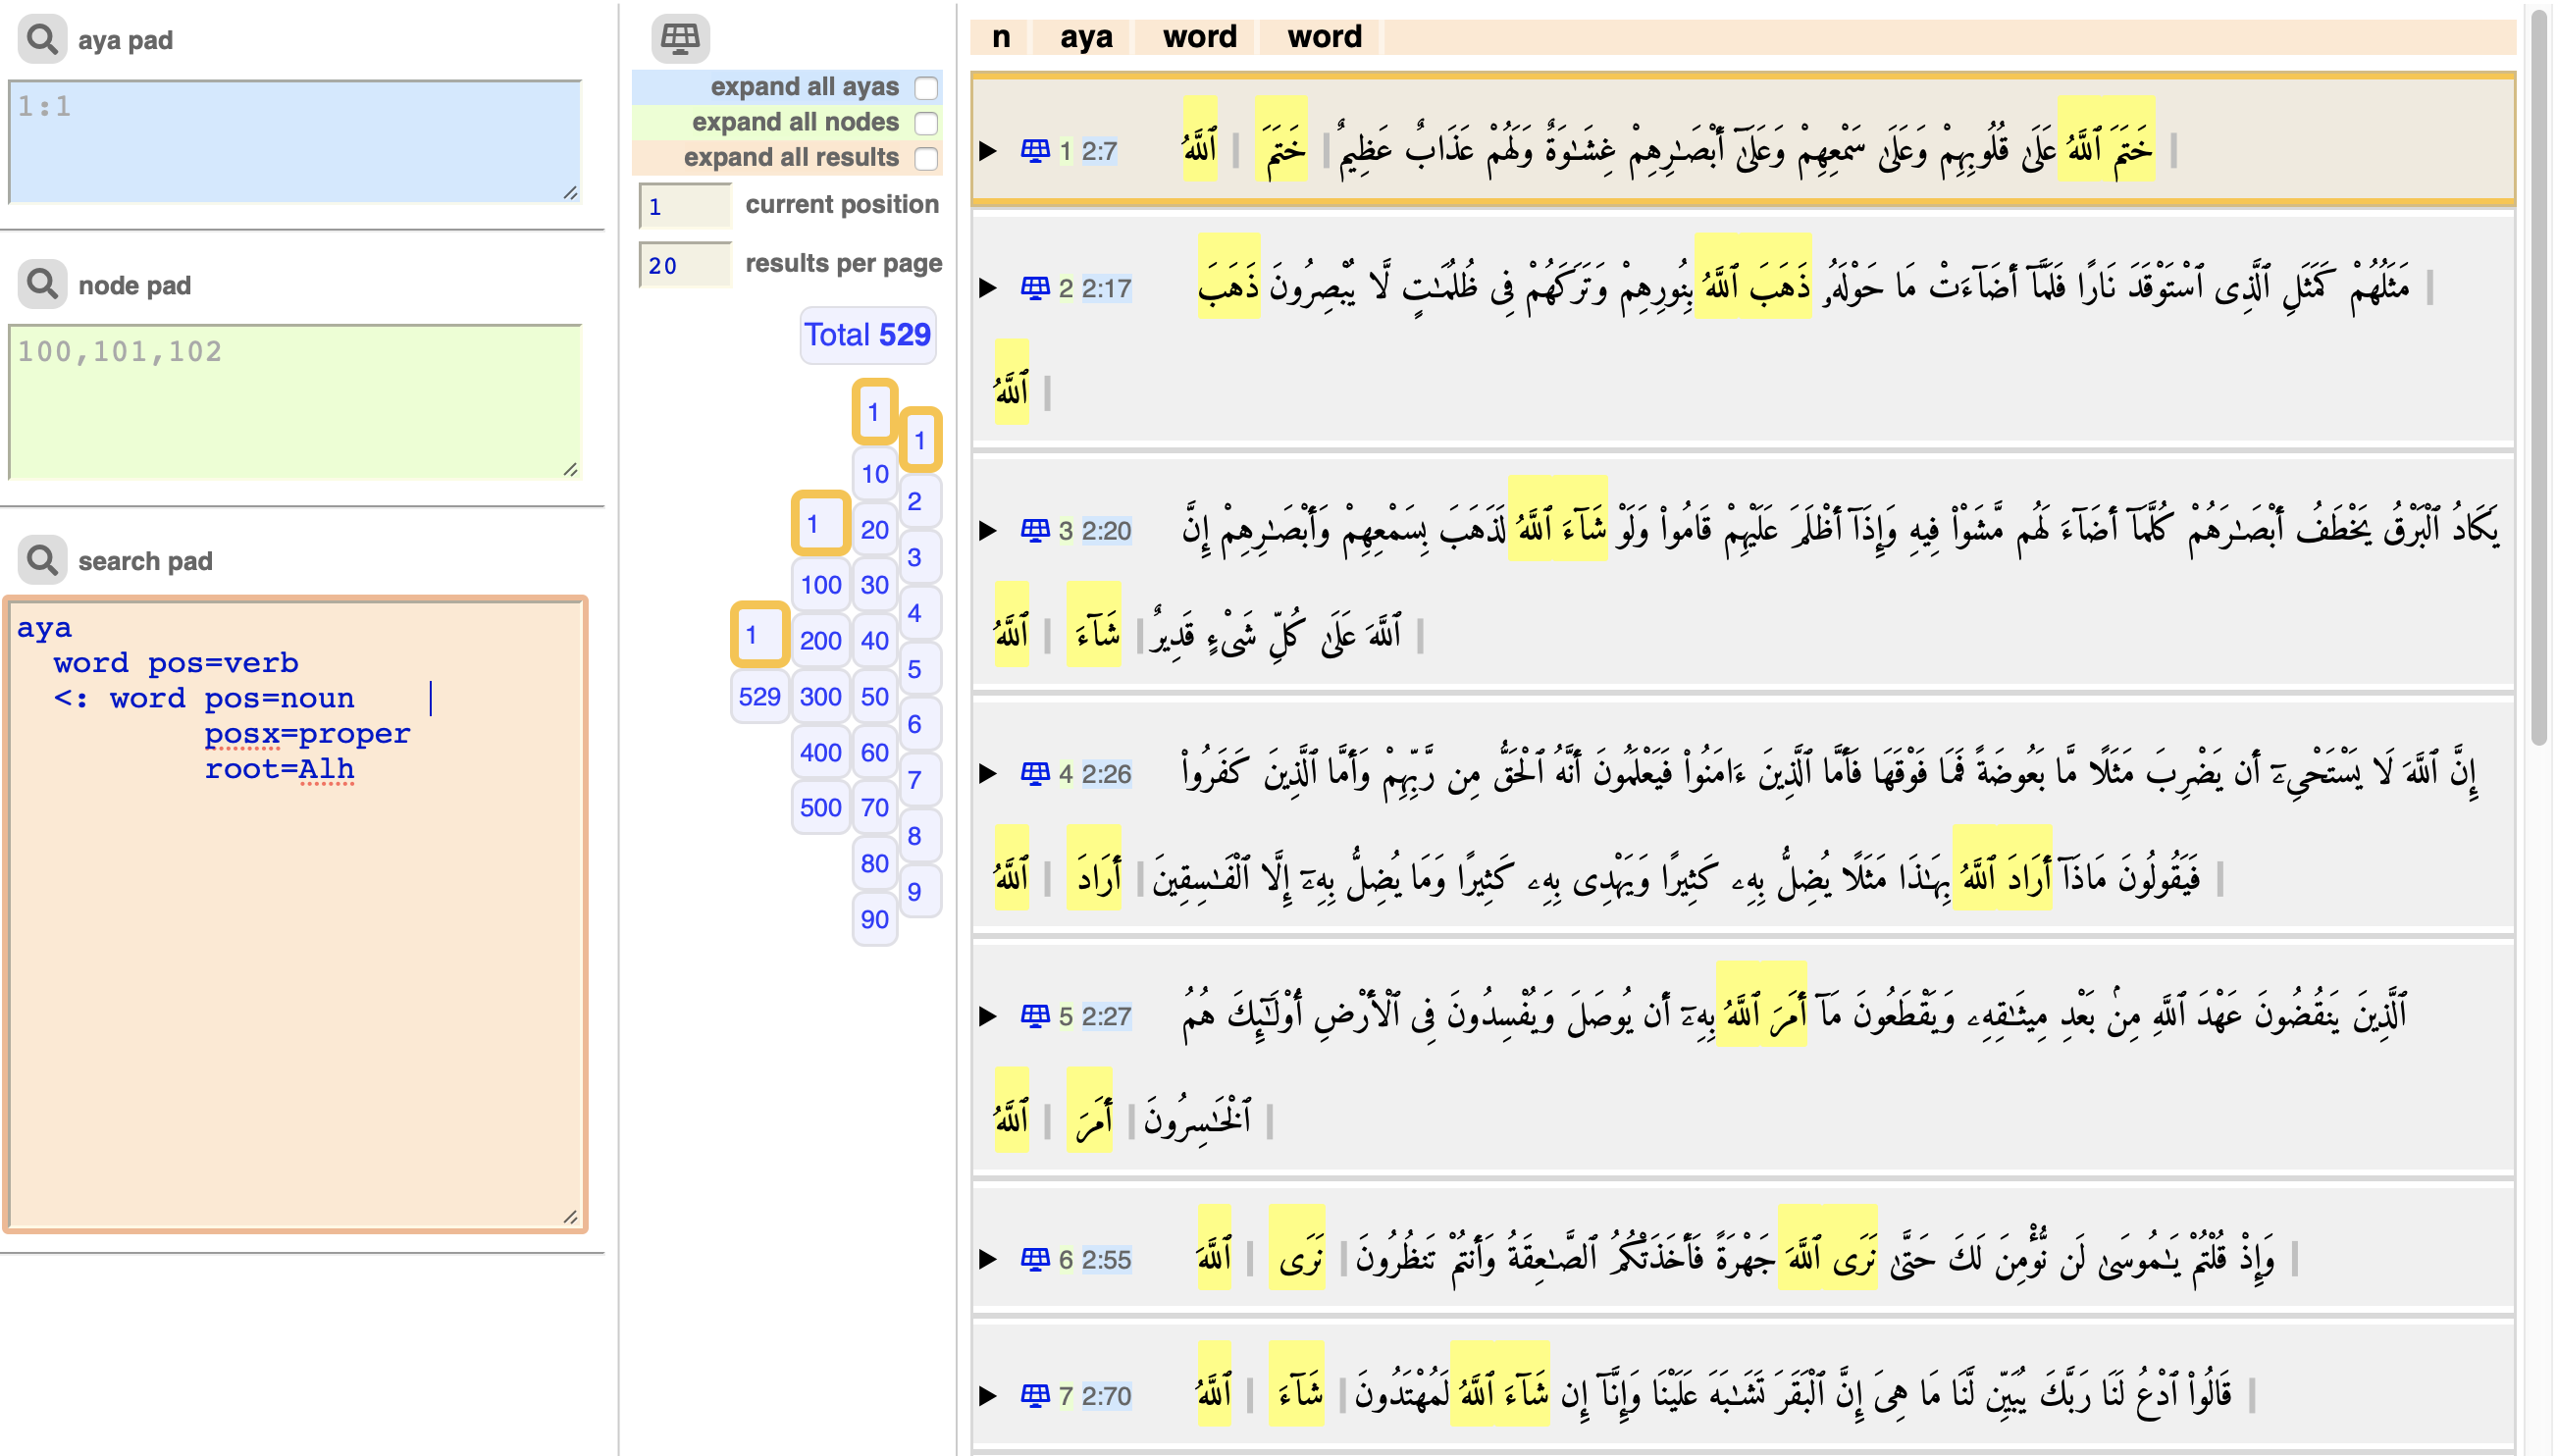 aya pad
1:1
node pad
100,101,102
search pad
aya
word pos=verb
<: word pos=noun
posx=proper
root=Alh
expand all ayas
expand all nodes
expand all results
1 current position
20 results per page
Total 529
1
1
10
2
1
20
3
100
30
4
1
200
40
5
529
300
50
6
400
60
7
500
70
8
80
9
90
n aya word word
1 2:7
خَتَمَ ٱللَّهُ عَلَىٰ قُلُوبِهِمْ وَعَلَىٰ سَمْعِهِمْ وَعَلَىٰٓ أَبْصَـٰرِهِمْ غِشَـٰوَةٌ وَلَهُمْ عَذَابٌ عَظِيمٌ | خَتَمَ | ٱللَّهُ
2 2:17
مَثَلُهُمْ كَمَثَلِ ٱلَّذِى ٱسْتَوْقَدَ نَارًا فَلَمَّآ أَضَآءَتْ مَا حَوْلَهُۥ ذَهَبَ ٱللَّهُ بِنُورِهِمْ وَتَرَكَهُمْ فِى ظُلُمَـٰتٍ لَّا يُبْصِرُونَ ذَهَبَ
| ٱللَّهُ
3 2:20
يَكَادُ ٱلْبَرْقُ يَخْطَفُ أَبْصَـٰرَهُمْ كُلَّمَآ أَضَآءَ لَهُم مَّشَوْا۟ فِيهِ وَإِذَآ أَظْلَمَ عَلَيْهِمْ قَامُوا۟ وَلَوْ شَآءَ ٱللَّهُ لَذَهَبَ بِسَمْعِهِمْ وَأَبْصَـٰرِهِمْ إِنَّ
ٱللَّهَ عَلَىٰ كُلِّ شَىْءٍ قَدِيرٌ | شَآءَ | ٱللَّهُ
4 2:26
إِنَّ ٱللَّهَ لَا يَسْتَحْىِۦٓ أَن يَضْرِبَ مَثَلًا مَّا بَعُوضَةً فَمَا فَوْقَهَا فَأَمَّا ٱلَّذِينَ ءَامَنُوا۟ فَيَعْلَمُونَ أَنَّهُ ٱلْحَقُّ مِن رَّبِّهِمْ وَأَمَّا ٱلَّذِينَ كَفَرُوا۟
فَيَقُولُونَ مَاذَآ أَرَادَ ٱللَّهُ بِهَـٰذَا مَثَلًا يُضِلُّ بِهِۦ كَثِيرًا وَيَهْدِى بِهِۦ كَثِيرًا وَمَا يُضِلُّ بِهِۦٓ إِلَّا ٱلْفَـٰسِقِينَ | أَرَادَ | ٱللَّهُ
5 2:27
ٱلَّذِينَ يَنقُضُونَ عَهْدَ ٱللَّهِ مِنۢ بَعْدِ مِيثَـٰقِهِۦ وَيَقْطَعُونَ مَآ أَمَرَ ٱللَّهُ بِهِۦٓ أَن يُوصَلَ وَيُفْسِدُونَ فِى ٱلْأَرْضِ أُو۟لَـٰٓئِكَ هُمُ
ٱلْخَـٰسِرُونَ | أَمَرَ | ٱللَّهُ
6 2:55
وَإِذْ قُلْتُمْ يَـٰمُوسَىٰ لَن نُّؤْمِنَ لَكَ حَتَّىٰ نَرَى ٱللَّهَ جَهْرَةً فَأَخَذَتْكُمُ ٱلصَّـٰعِقَةُ وَأَنتُمْ تَنظُرُونَ | نَرَى | ٱللَّهَ
7 2:70
قَالُوا۟ ٱدْعُ لَنَا رَبَّكَ يُبَيِّن لَّنَا مَا هِىَ إِنَّ ٱلْبَقَرَ تَشَـٰبَهَ عَلَيْنَا وَإِنَّآ إِن شَآءَ ٱللَّهُ لَمُهْتَدُونَ | شَآءَ | ٱللَّهُ